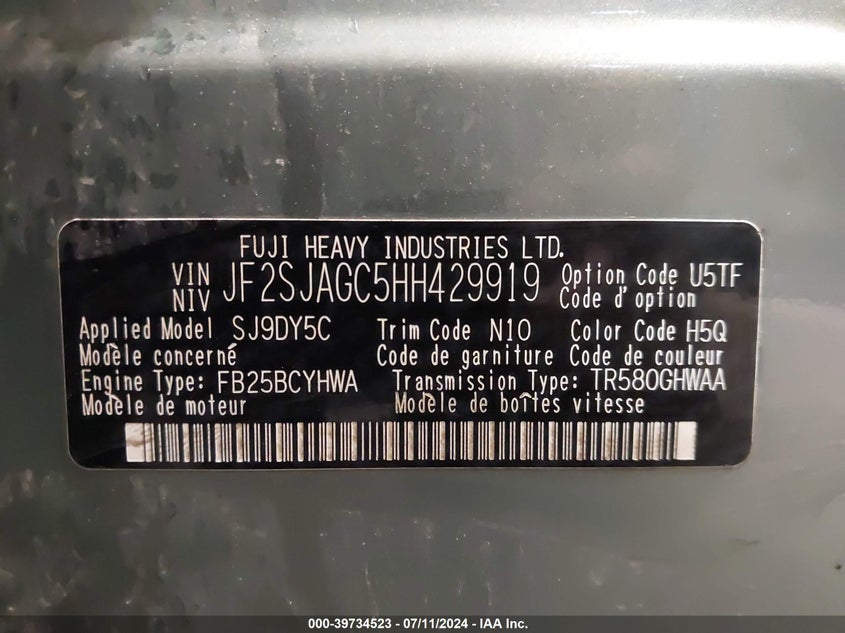 FUJI HEAVY INDUSTRIES LTD.
VIN NIV JF2SJAGC5HH429919 Option Code U5TF
Code d'option
Applied Model SJ9DY5C Trim Code N10 Color Code H5Q
Modèle concerné Code de garniture Code de couleur
Engine Type: FB25BCYHWA Transmission Type: TR580GHWAA
Modèle de moteur Modèle de boîtes vitesse
000-39734523 - 07/11/2024 - IAA Inc.